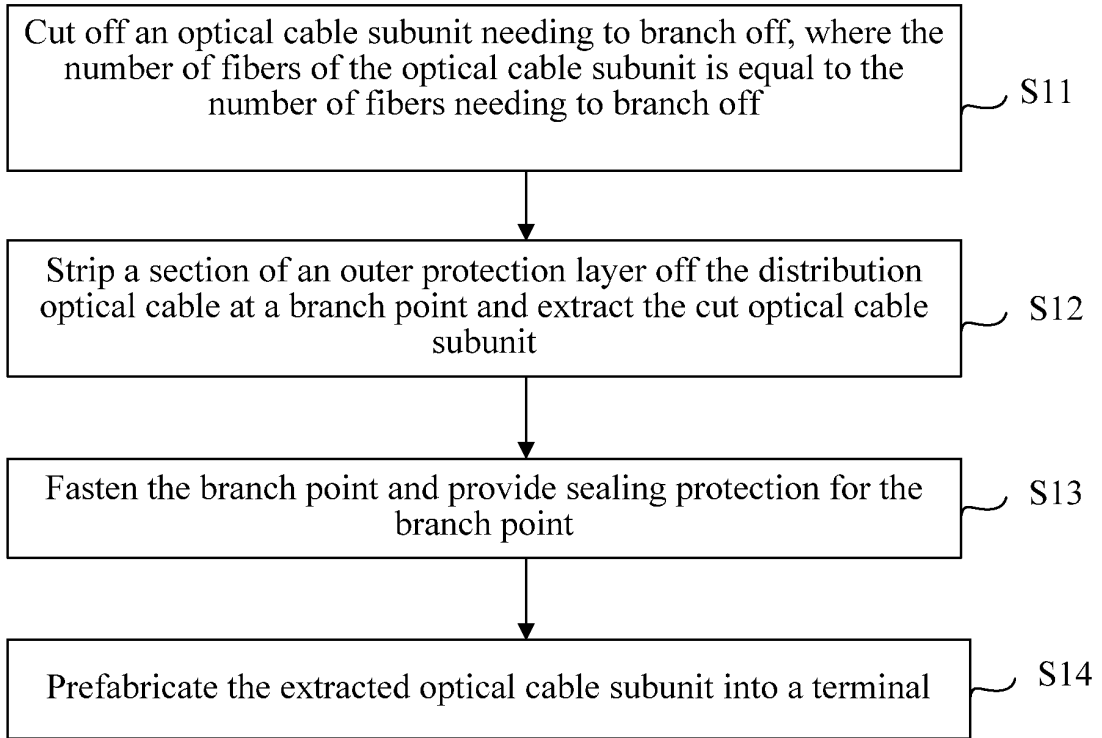 Cut off an optical cable subunit needing to branch off, where the
number of fibers of the optical cable subunit is equal to the
number of fibers needing to branch off
S11
Strip a section of an outer protection layer off the distribution
optical cable at a branch point and extract the cut optical cable
subunit
S12
Fasten the branch point and provide sealing protection for the
branch point
S13
Prefabricate the extracted optical cable subunit into a terminal
S14